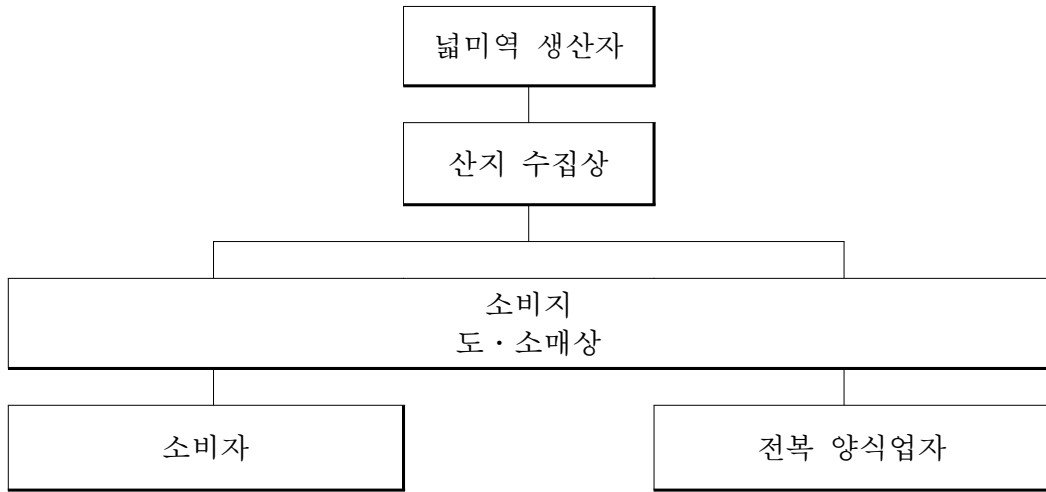 넓미역 생산자
산지 수집상
소비지
도·소매상
소비자
전복 양식업자